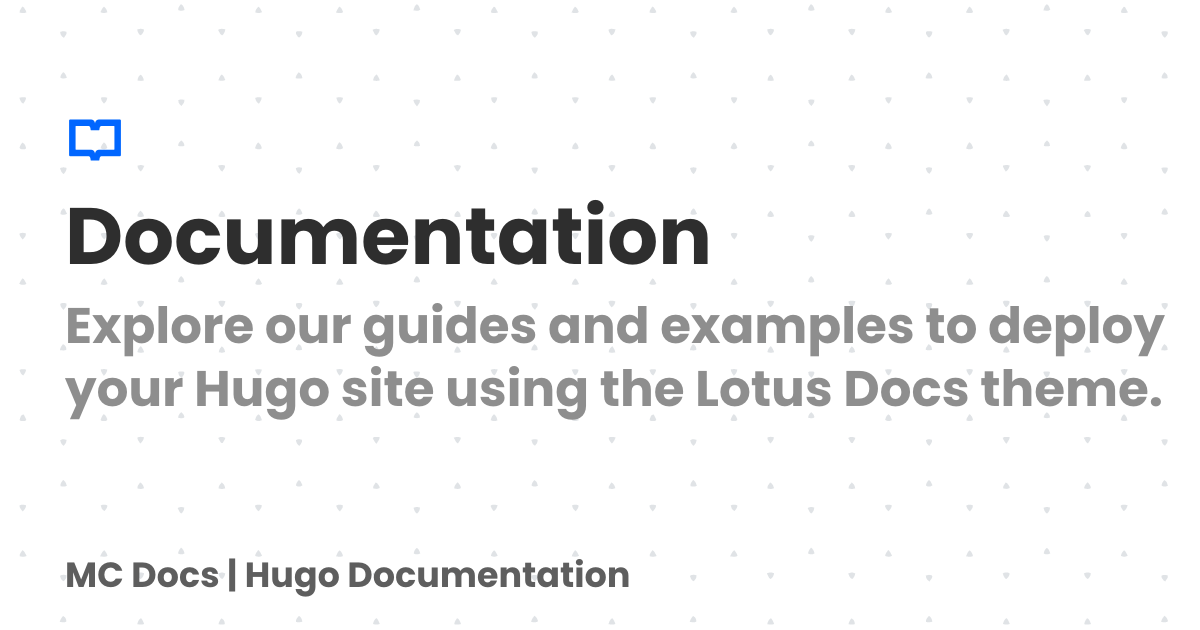 Documentation
Explore our guides and examples to deploy
your Hugo site using the Lotus Docs theme.
MC Docs | Hugo Documentation